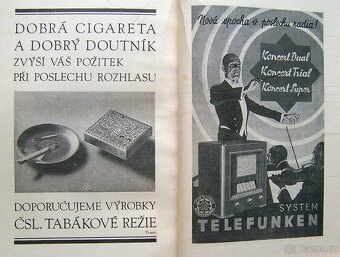 DOBRÁ CIGARETA
A DOBRÝ DOUTNÍK
ZVÝŠÍ VÁŠ POŽITEK
PŘI POSLECHU ROZHLASU
DOPORUČUJEME VÝROBKY
ČSL. TABÁKOVÉ REŽIE
Nová epocha v poslechu radia!
Koncert Dual
Koncert Trial
Koncert Super
SYSTEM
TELEFUNKEN